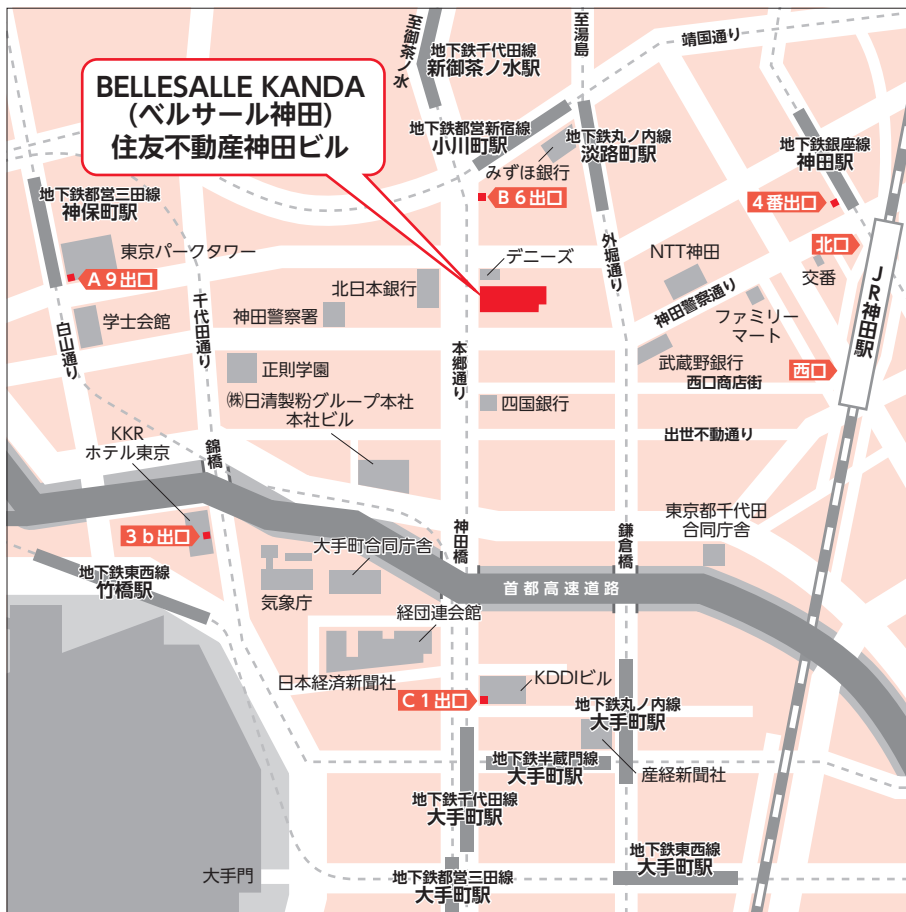 至御茶ノ水
地下鉄千代田線
新御茶ノ水駅
至湯島
靖国通り
BELLESALLE KANDA
(ベルサール神田)
住友不動産神田ビル
地下鉄都営新宿線
小川町駅
みずほ銀行
地下鉄丸ノ内線
淡路町駅
地下鉄銀座線
神田駅
地下鉄都営三田線
神保町駅
B6出口
4番出口
北口
東京パークタワー
A9出口
デニーズ
外堀通り
NTT神田
交番
JR神田駅
北日本銀行
神田警察通り
ファミリー
マート
学士会館
神田警察署
千代田通り
白山通り
本郷通り
武蔵野銀行
西口
西口商店街
正則学園
㈱日清製粉グループ本社
本社ビル
四国銀行
出世不動通り
KKR
ホテル東京
錦橋
3b出口
神田橋
鎌倉橋
東京都千代田
合同庁舎
大手町合同庁舎
地下鉄東西線
竹橋駅
気象庁
首都高速道路
経団連会館
日本経済新聞社
C1出口
KDDIビル
地下鉄丸ノ内線
大手町駅
地下鉄半蔵門線
大手町駅
産経新聞社
地下鉄千代田線
大手町駅
大手門
地下鉄都営三田線
大手町駅
地下鉄東西線
大手町駅